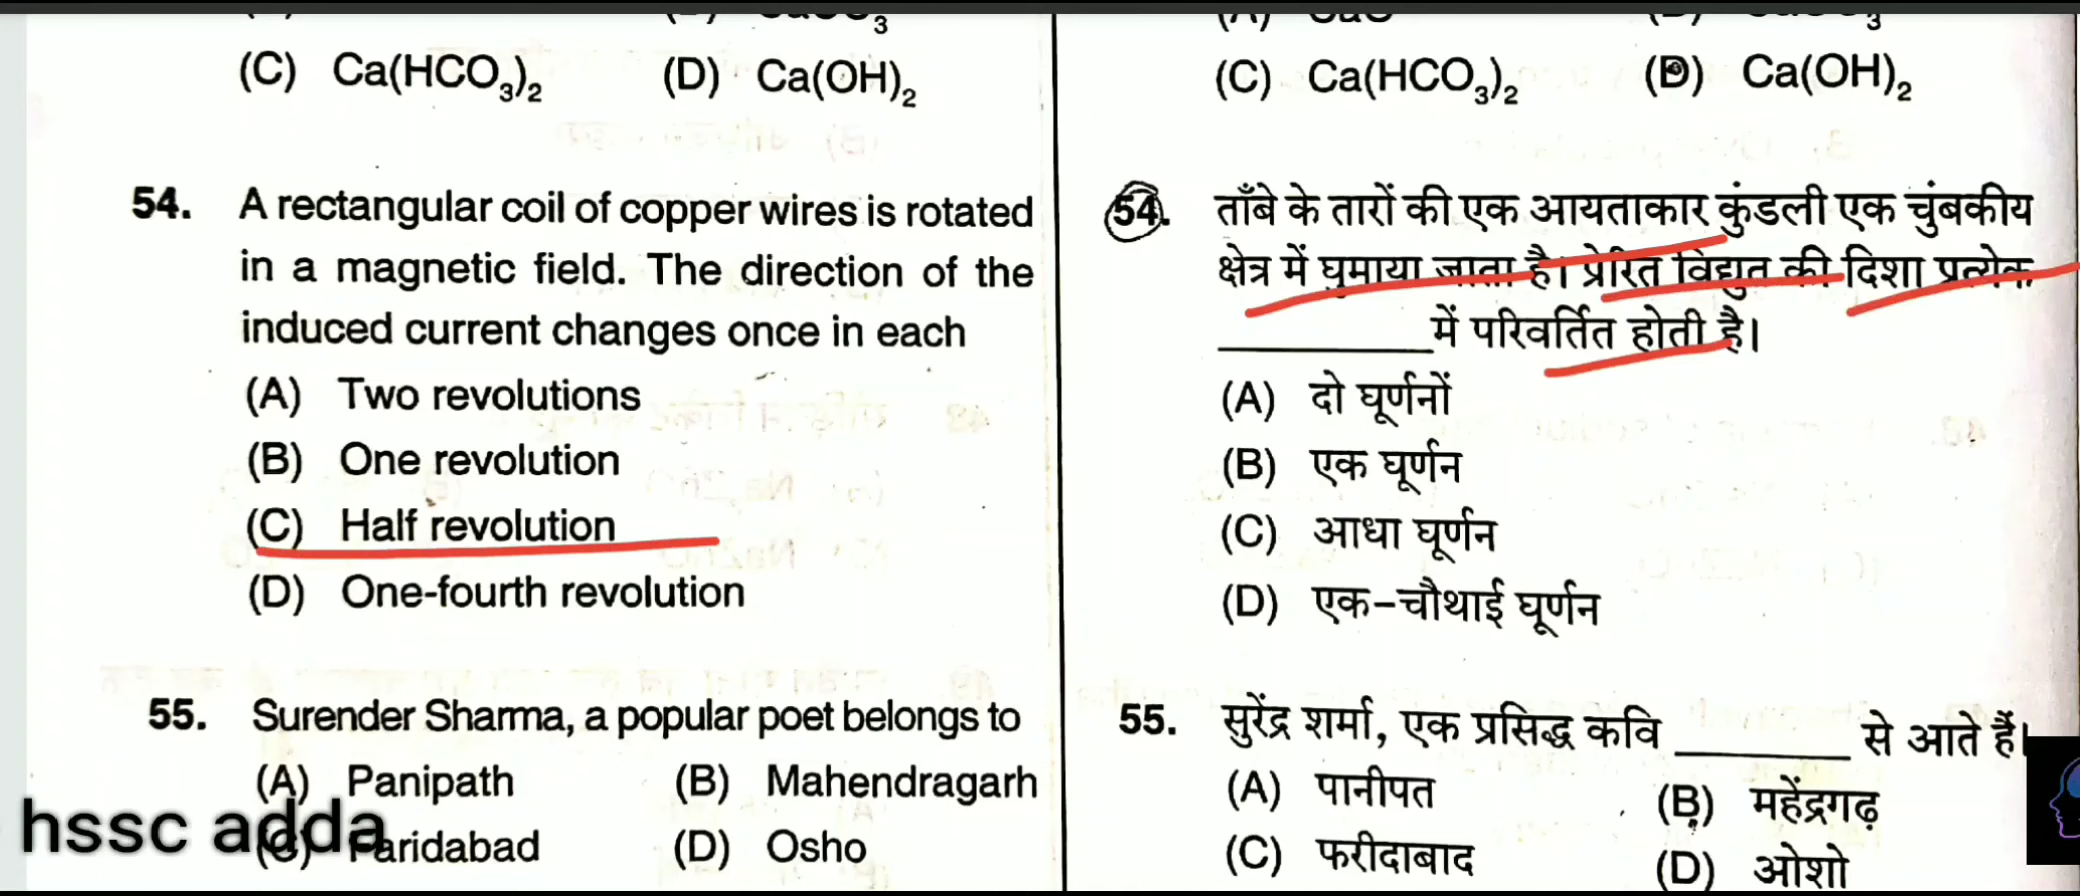 (C) Ca(HCO₃)₂ (D) Ca(OH)₂
54. A rectangular coil of copper wires is rotated
in a magnetic field. The direction of the
induced current changes once in each
(A) Two revolutions
(B) One revolution
(C) Half revolution
(D) One-fourth revolution
55. Surender Sharma, a popular poet belongs to
(A) Panipath (B) Mahendragarh
(C) Faridabad (D) Osho
hssc adda
(C) Ca(HCO₃)₂ (D) Ca(OH)₂
54. ताँबे के तारों की एक आयताकार कुंडली एक चुंबकीय
क्षेत्र में घुमाया जाता है। प्रेरित विद्युत की दिशा प्रत्येक
________ में परिवर्तित होती है।
(A) दो घूर्णनों
(B) एक घूर्णन
(C) आधा घूर्णन
(D) एक-चौथाई घूर्णन
55. सुरेंद्र शर्मा, एक प्रसिद्ध कवि ________ से आते हैं।
(A) पानीपत (B) महेंद्रगढ़
(C) फरीदाबाद (D) ओशो